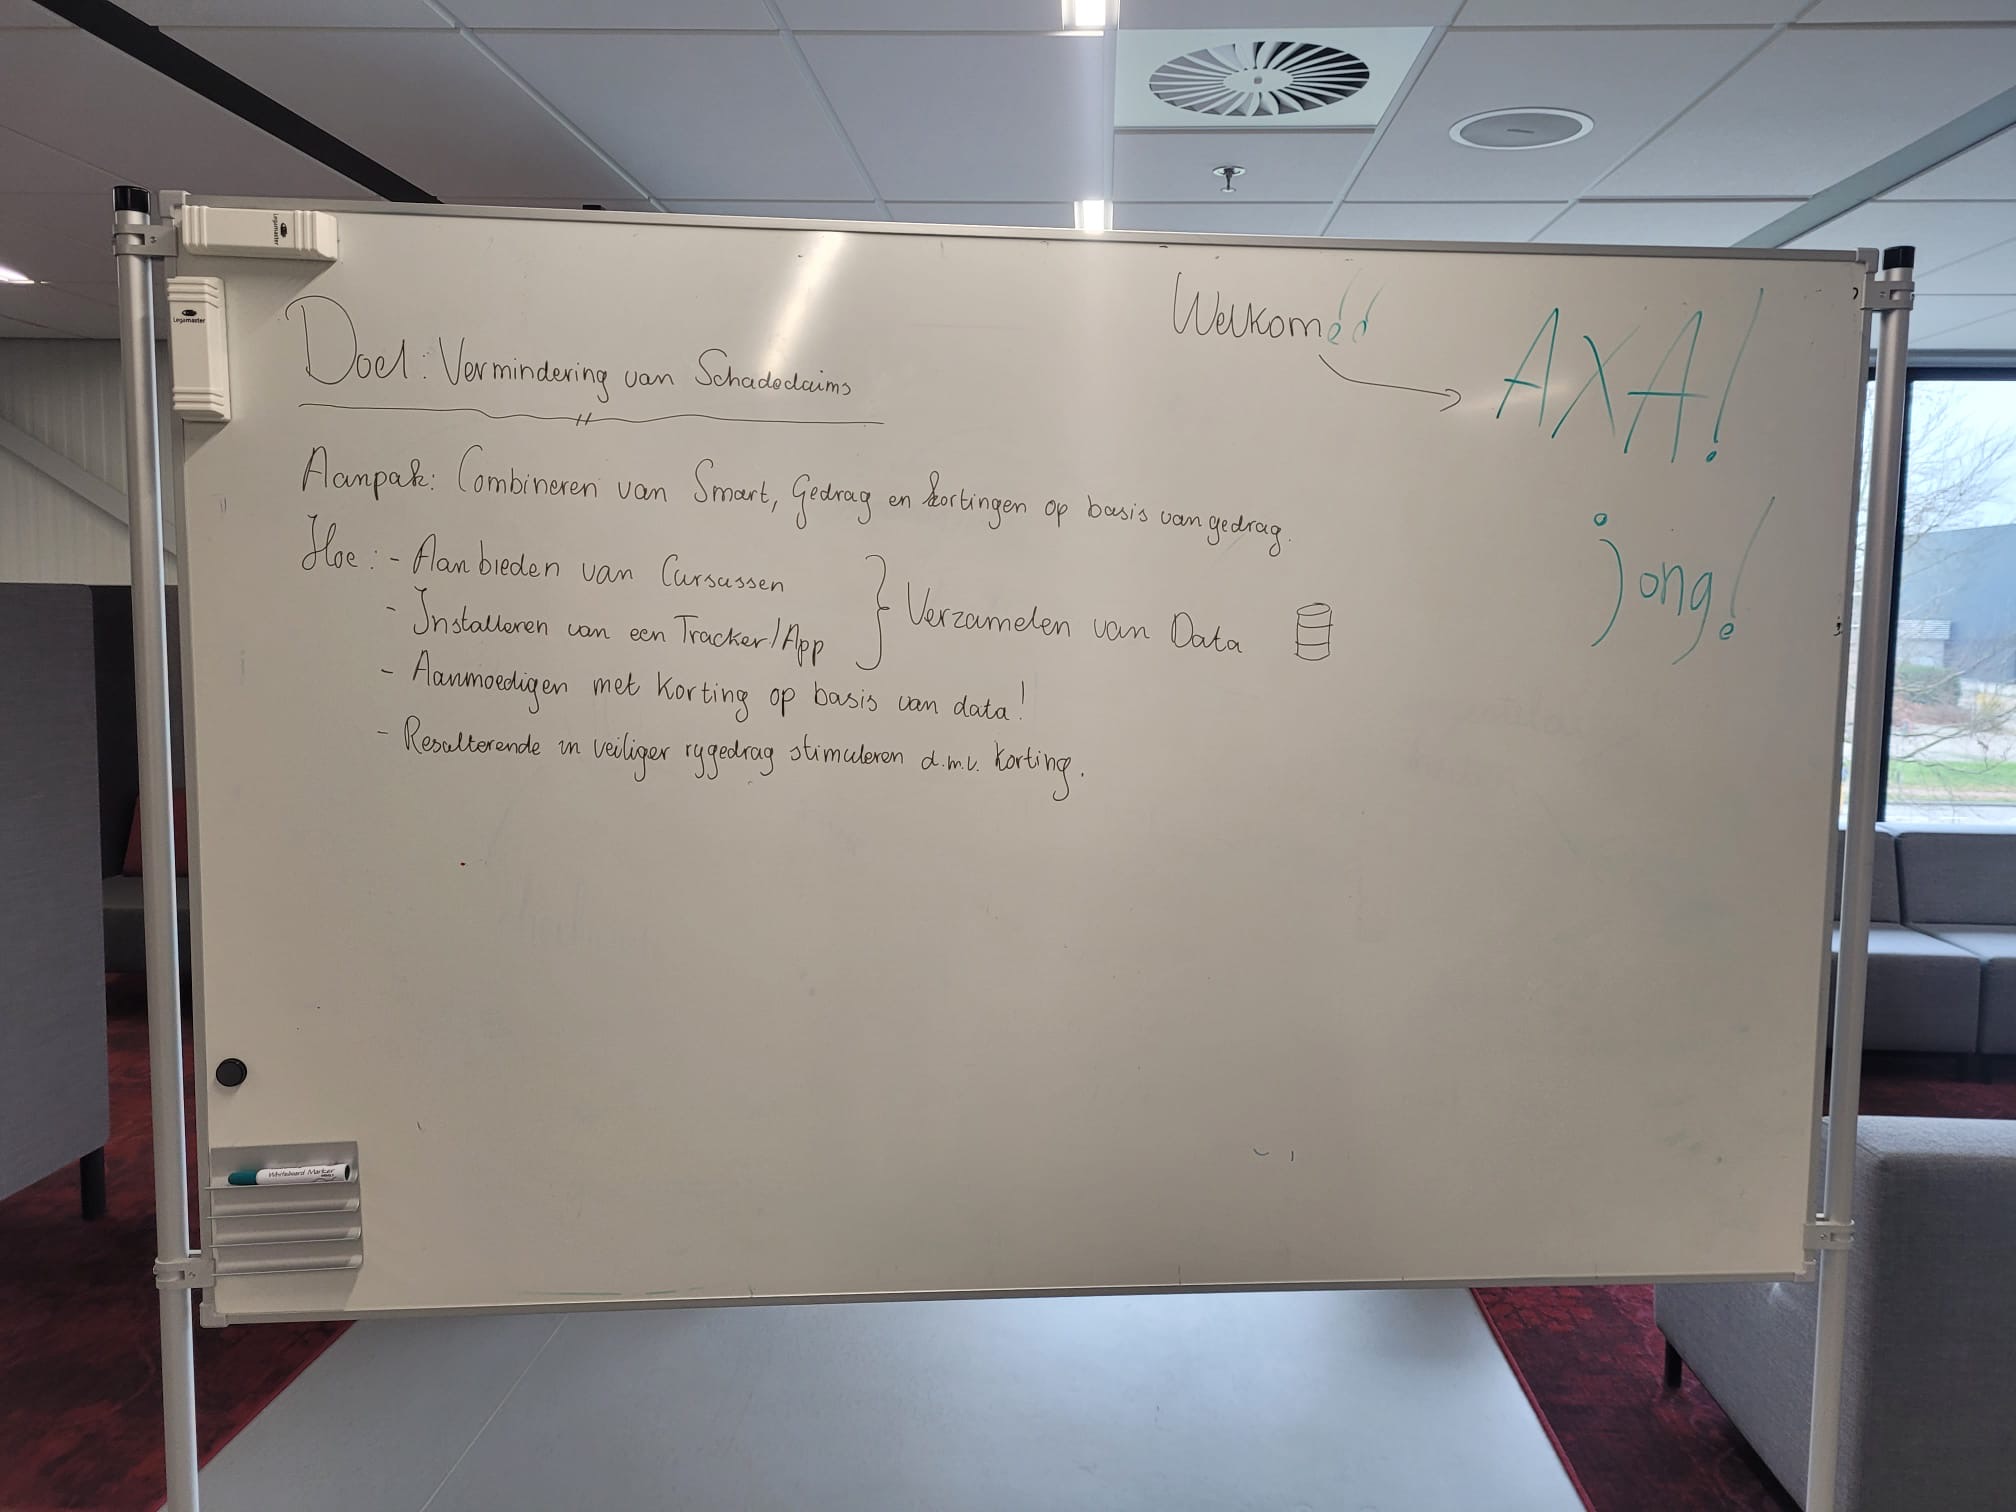 Legamaster
Legamaster
Doel: Vermindering van Schadeclaims
Welkom!!
AXA!
Aanpak: Combineren van Smart, Gedrag en kortingen op basis van gedrag.
jong!
Hoe: - Aanbieden van Cursussen
- Installeren van een Tracker/App
} Verzamelen van Data
- Aanmoedigen met korting op basis van data!
- Resulterende in veiliger rijgedrag stimuleren d.m.v. korting.
Whiteboard Marker